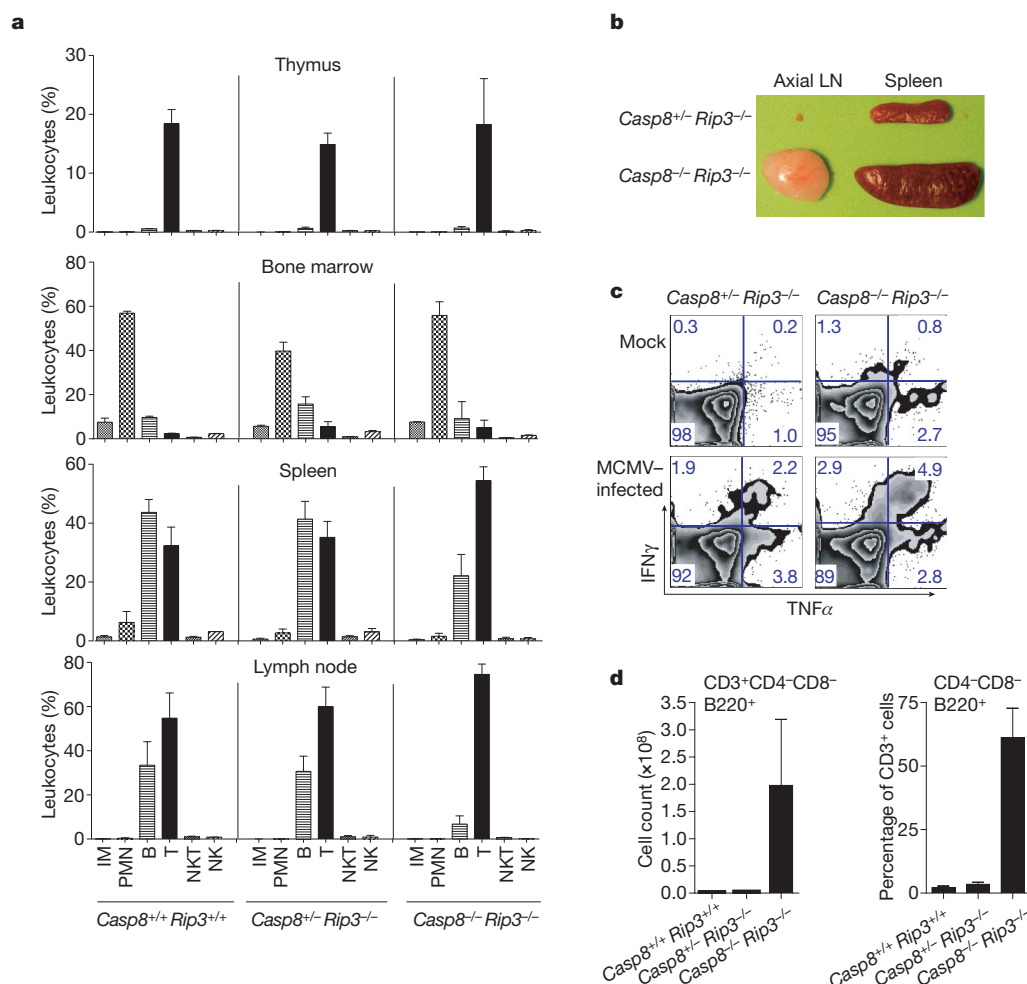 a
Thymus
Leukocytes (%)
30
20
10
0
Bone marrow
Leukocytes (%)
80
60
40
20
0
Spleen
Leukocytes (%)
60
40
20
0
Lymph node
Leukocytes (%)
80
60
40
20
0
IM PMN B T NKT NK IM PMN B T NKT NK IM PMN B T NKT NK
Casp8+/+ Rip3+/+ Casp8+/– Rip3–/– Casp8–/– Rip3–/–
b
Axial LN Spleen
Casp8+/– Rip3–/–
Casp8–/– Rip3–/–
c
Casp8+/– Rip3–/– Casp8–/– Rip3–/–
Mock
0.3 0.2 1.3 0.8
98 1.0 95 2.7
MCMV–
infected
1.9 2.2 2.9 4.9
92 3.8 89 2.8
IFNγ
TNFα
d
CD3+CD4–CD8–
B220+
Cell count (×10⁸)
3.5
3.0
2.5
2.0
1.5
1.0
0.5
0.0
Casp8+/+ Rip3+/+
Casp8+/– Rip3–/–
Casp8–/– Rip3–/–
CD4–CD8–
B220+
Percentage of CD3+ cells
75
50
25
0
Casp8+/+ Rip3+/+
Casp8+/– Rip3–/–
Casp8–/– Rip3–/–